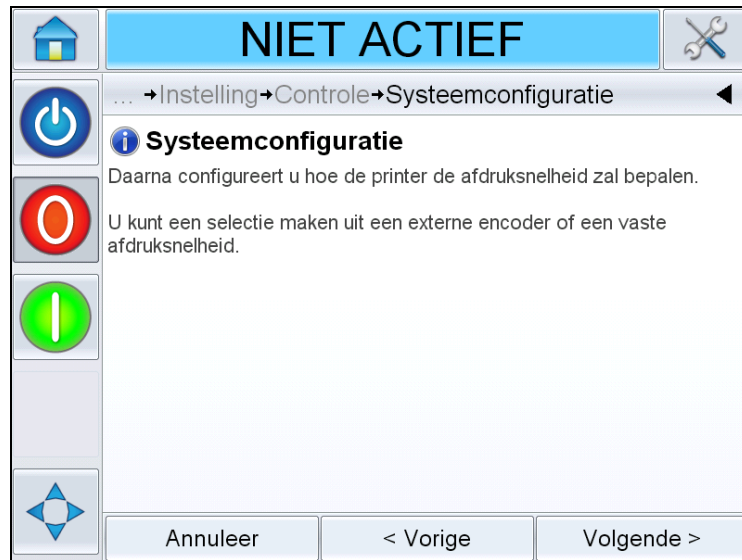 NIET ACTIEF
... →Instelling→Controle→Systeemconfiguratie
Systeemconfiguratie
Daarna configureert u hoe de printer de afdruksnelheid zal bepalen.
U kunt een selectie maken uit een externe encoder of een vaste
afdruksnelheid.
Annuleer
< Vorige
Volgende >